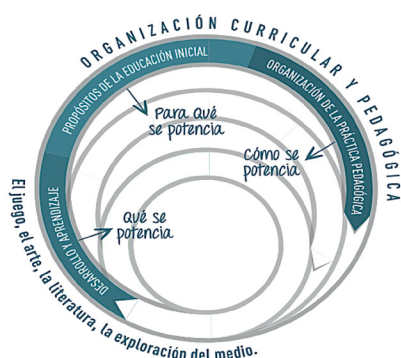 ORGANIZACIÓN CURRICULAR Y PEDAGÓGICA
PROPÓSITOS DE LA EDUCACIÓN INICIAL
ORGANIZACIÓN DE LA PRÁCTICA PEDAGÓGICA
Para Qué
se potencia
Cómo se
potencia
DESARROLLO Y APRENDIZAJE
Qué se
potencia
El juego, el arte, la literatura, la exploración del medio.